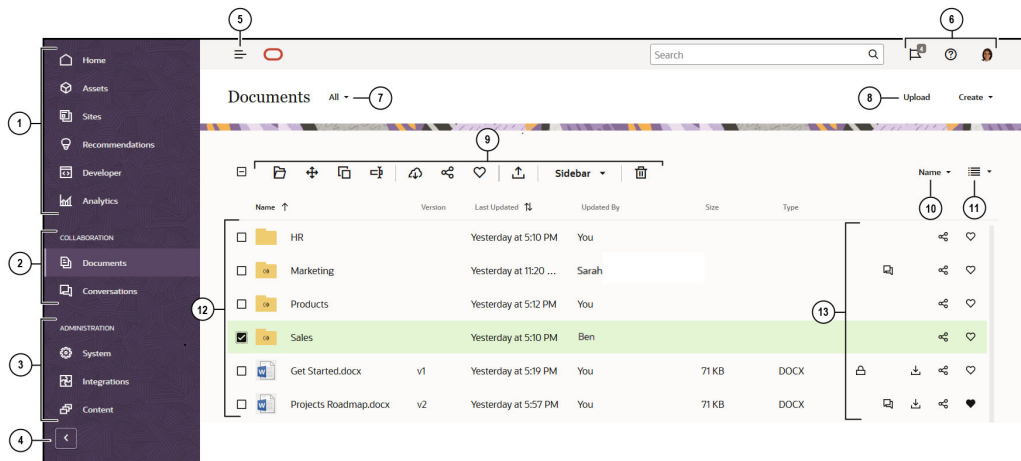 5
6
Home
Search
4
Assets
Documents All
7
8
Upload
Create
Sites
1
Recommendations
9
Developer
Sidebar
Name
Analytics
10
11
Name
Version
Last Updated
Updated By
Size
Type
COLLABORATION
HR
Yesterday at 5:10 PM
You
2
Documents
Marketing
Yesterday at 11:20 ...
Sarah
Conversations
12
Products
Yesterday at 5:12 PM
You
13
ADMINISTRATION
Sales
Yesterday at 5:10 PM
Ben
System
3
Get Started.docx
v1
Yesterday at 5:19 PM
You
71 KB
DOCX
Integrations
Content
Projects Roadmap.docx
v2
Yesterday at 5:57 PM
You
71 KB
DOCX
4